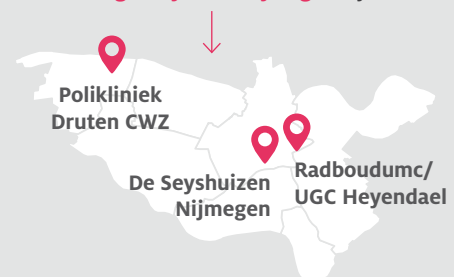 Polikliniek
Druten CWZ
De Seyshuizen
Nijmegen
Radboudumc/
UGC Heyendael